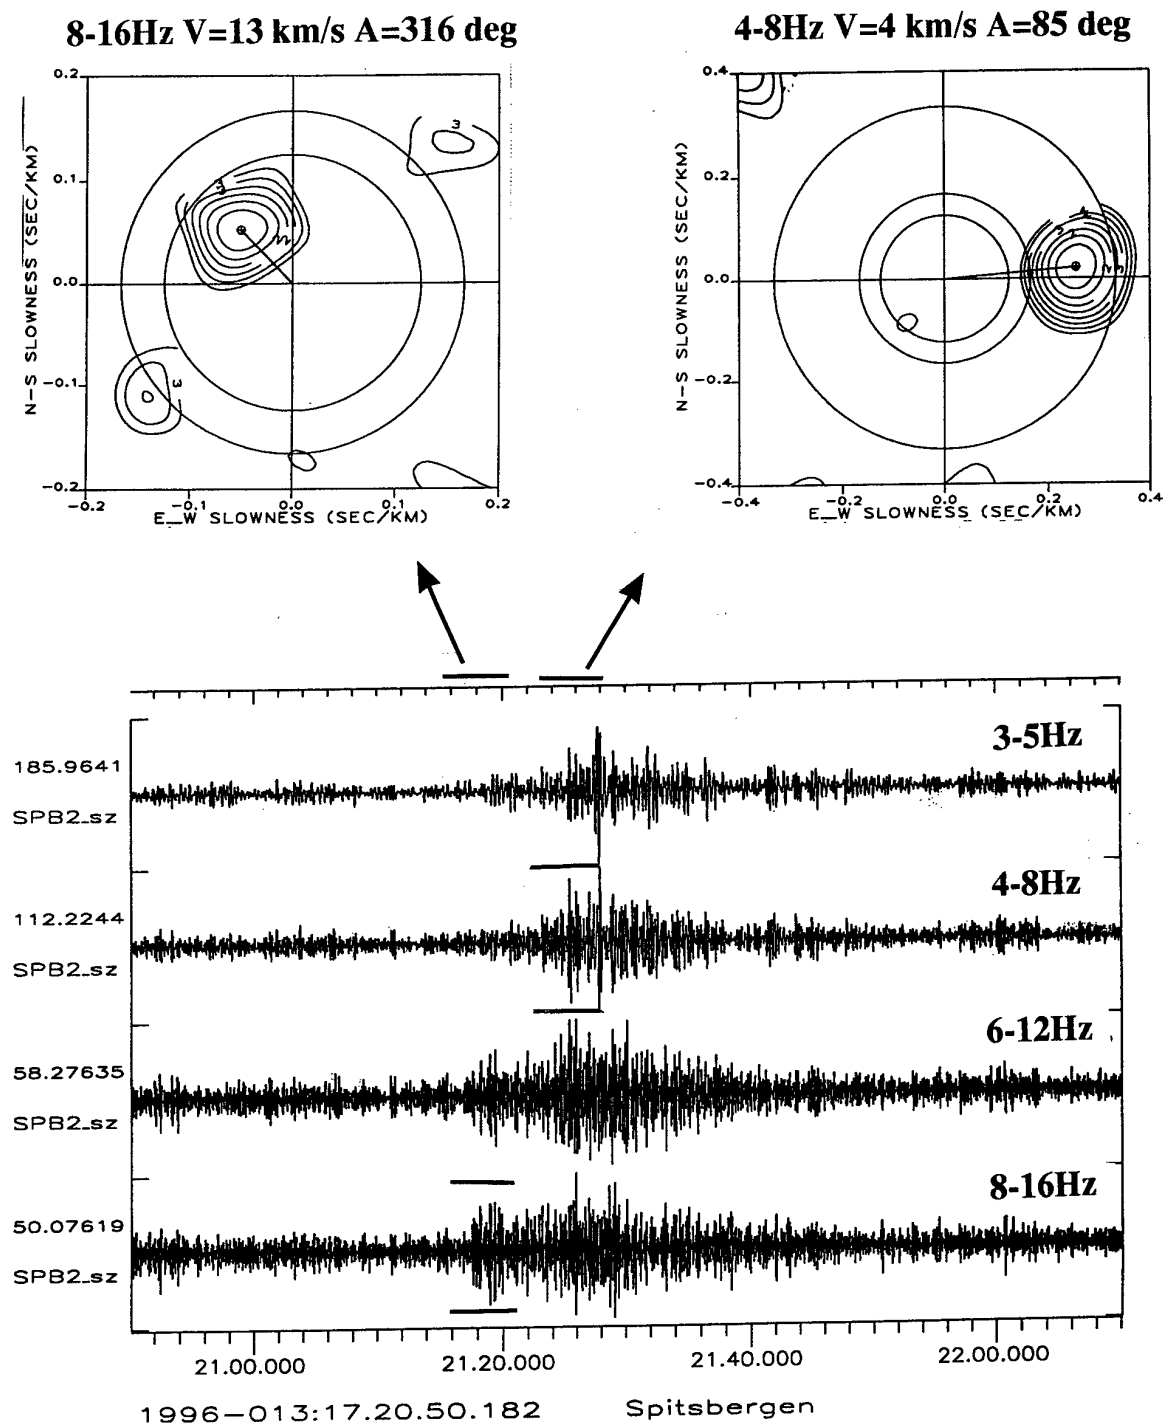 8-16Hz V=13 km/s A=316 deg
4-8Hz V=4 km/s A=85 deg
0.2
0.1
0.0
-0.1
-0.2
N-S SLOWNESS (SEC/KM)
3
3
3
-0.2
-0.1
0.0
0.1
0.2
E_W SLOWNESS (SEC/KM)
0.4
0.2
0.0
-0.2
-0.4
N-S SLOWNESS (SEC/KM)
-0.4
-0.2
0.0
0.2
0.4
E_W SLOWNESS (SEC/KM)
3-5Hz
185.9641
SPB2_sz
4-8Hz
112.2244
SPB2_sz
6-12Hz
58.27635
SPB2_sz
8-16Hz
50.07619
SPB2_sz
21.00.000
21.20.000
21.40.000
22.00.000
1996-013:17.20.50.182
Spitsbergen